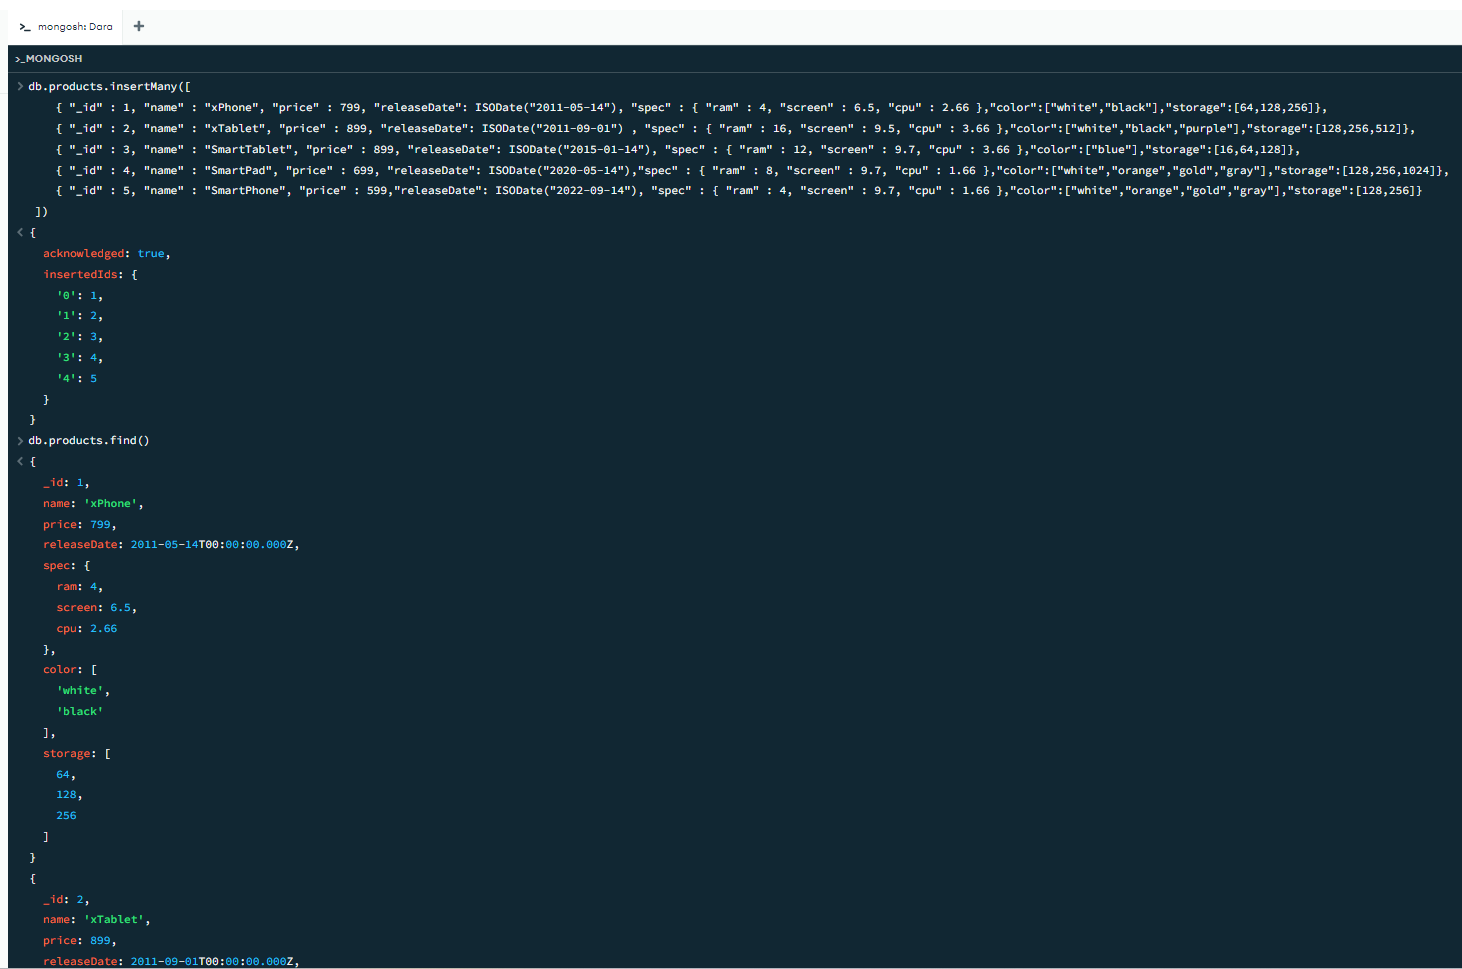 >_ mongosh: Dara +
>_MONGOSH
> db.products.insertMany([
{ "_id" : 1, "name" : "xPhone", "price" : 799, "releaseDate": ISODate("2011-05-14"), "spec" : { "ram" : 4, "screen" : 6.5, "cpu" : 2.66 },"color":["white","black"],"storage":[64,128,256]},
{ "_id" : 2, "name" : "xTablet", "price" : 899, "releaseDate": ISODate("2011-09-01") , "spec" : { "ram" : 16, "screen" : 9.5, "cpu" : 3.66 },"color":["white","black","purple"],"storage":[128,256,512]},
{ "_id" : 3, "name" : "SmartTablet", "price" : 899, "releaseDate": ISODate("2015-01-14"), "spec" : { "ram" : 12, "screen" : 9.7, "cpu" : 3.66 },"color":["blue"],"storage":[16,64,128]},
{ "_id" : 4, "name" : "SmartPad", "price" : 699, "releaseDate": ISODate("2020-05-14"),"spec" : { "ram" : 8, "screen" : 9.7, "cpu" : 1.66 },"color":["white","orange","gold","gray"],"storage":[128,256,1024]},
{ "_id" : 5, "name" : "SmartPhone", "price" : 599,"releaseDate": ISODate("2022-09-14"), "spec" : { "ram" : 4, "screen" : 9.7, "cpu" : 1.66 },"color":["white","orange","gold","gray"],"storage":[128,256]}
])
< {
acknowledged: true,
insertedIds: {
'0': 1,
'1': 2,
'2': 3,
'3': 4,
'4': 5
}
}
> db.products.find()
< {
_id: 1,
name: 'xPhone',
price: 799,
releaseDate: 2011-05-14T00:00:00.000Z,
spec: {
ram: 4,
screen: 6.5,
cpu: 2.66
},
color: [
'white',
'black'
],
storage: [
64,
128,
256
]
}
{
_id: 2,
name: 'xTablet',
price: 899,
releaseDate: 2011-09-01T00:00:00.000Z,